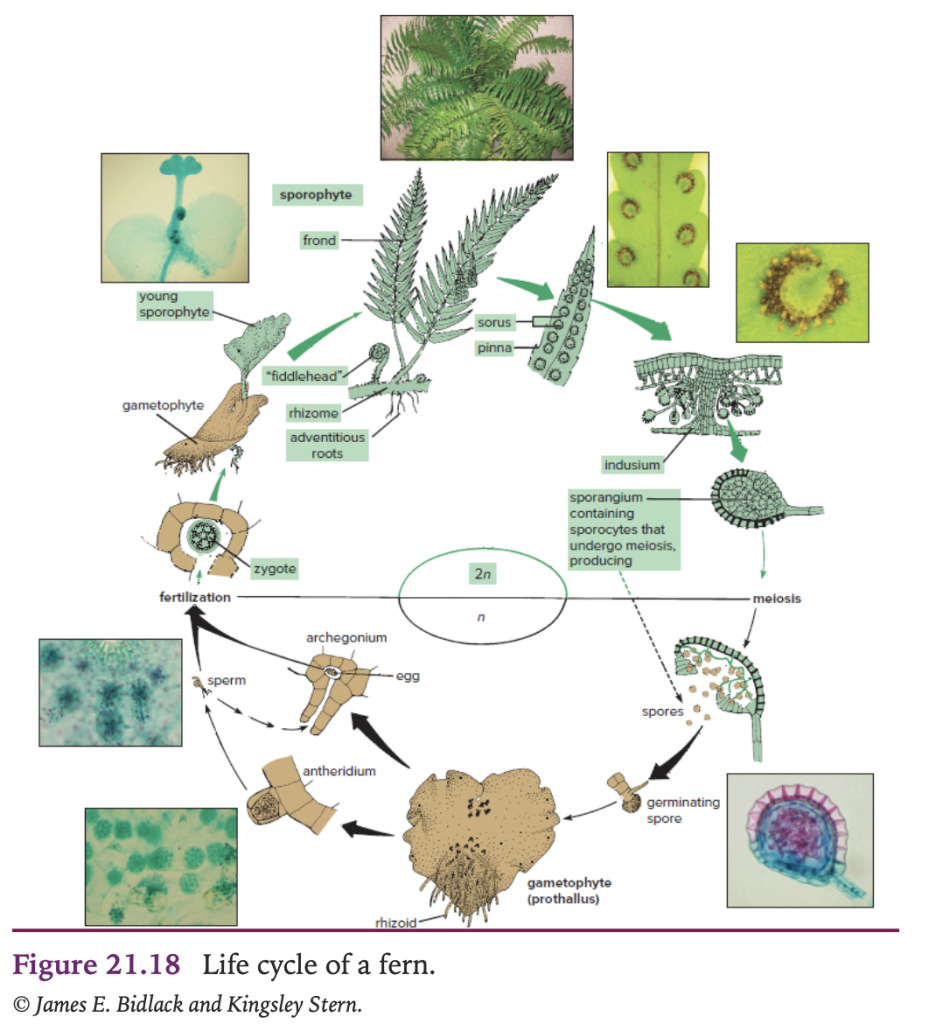 sporophyte
frond
young
sporophyte
sorus
pinna
"fiddlehead"
gametophyte
rhizome
adventitious
roots
indusium
sporangium
containing
sporocytes that
undergo meiosis,
producing
zygote
2n
fertilization
meiosis
n
archegonium
egg
sperm
spores
antheridium
germinating
spore
gametophyte
(prothallus)
rhizoid
Figure 21.18 Life cycle of a fern.
© James E. Bidlack and Kingsley Stern.